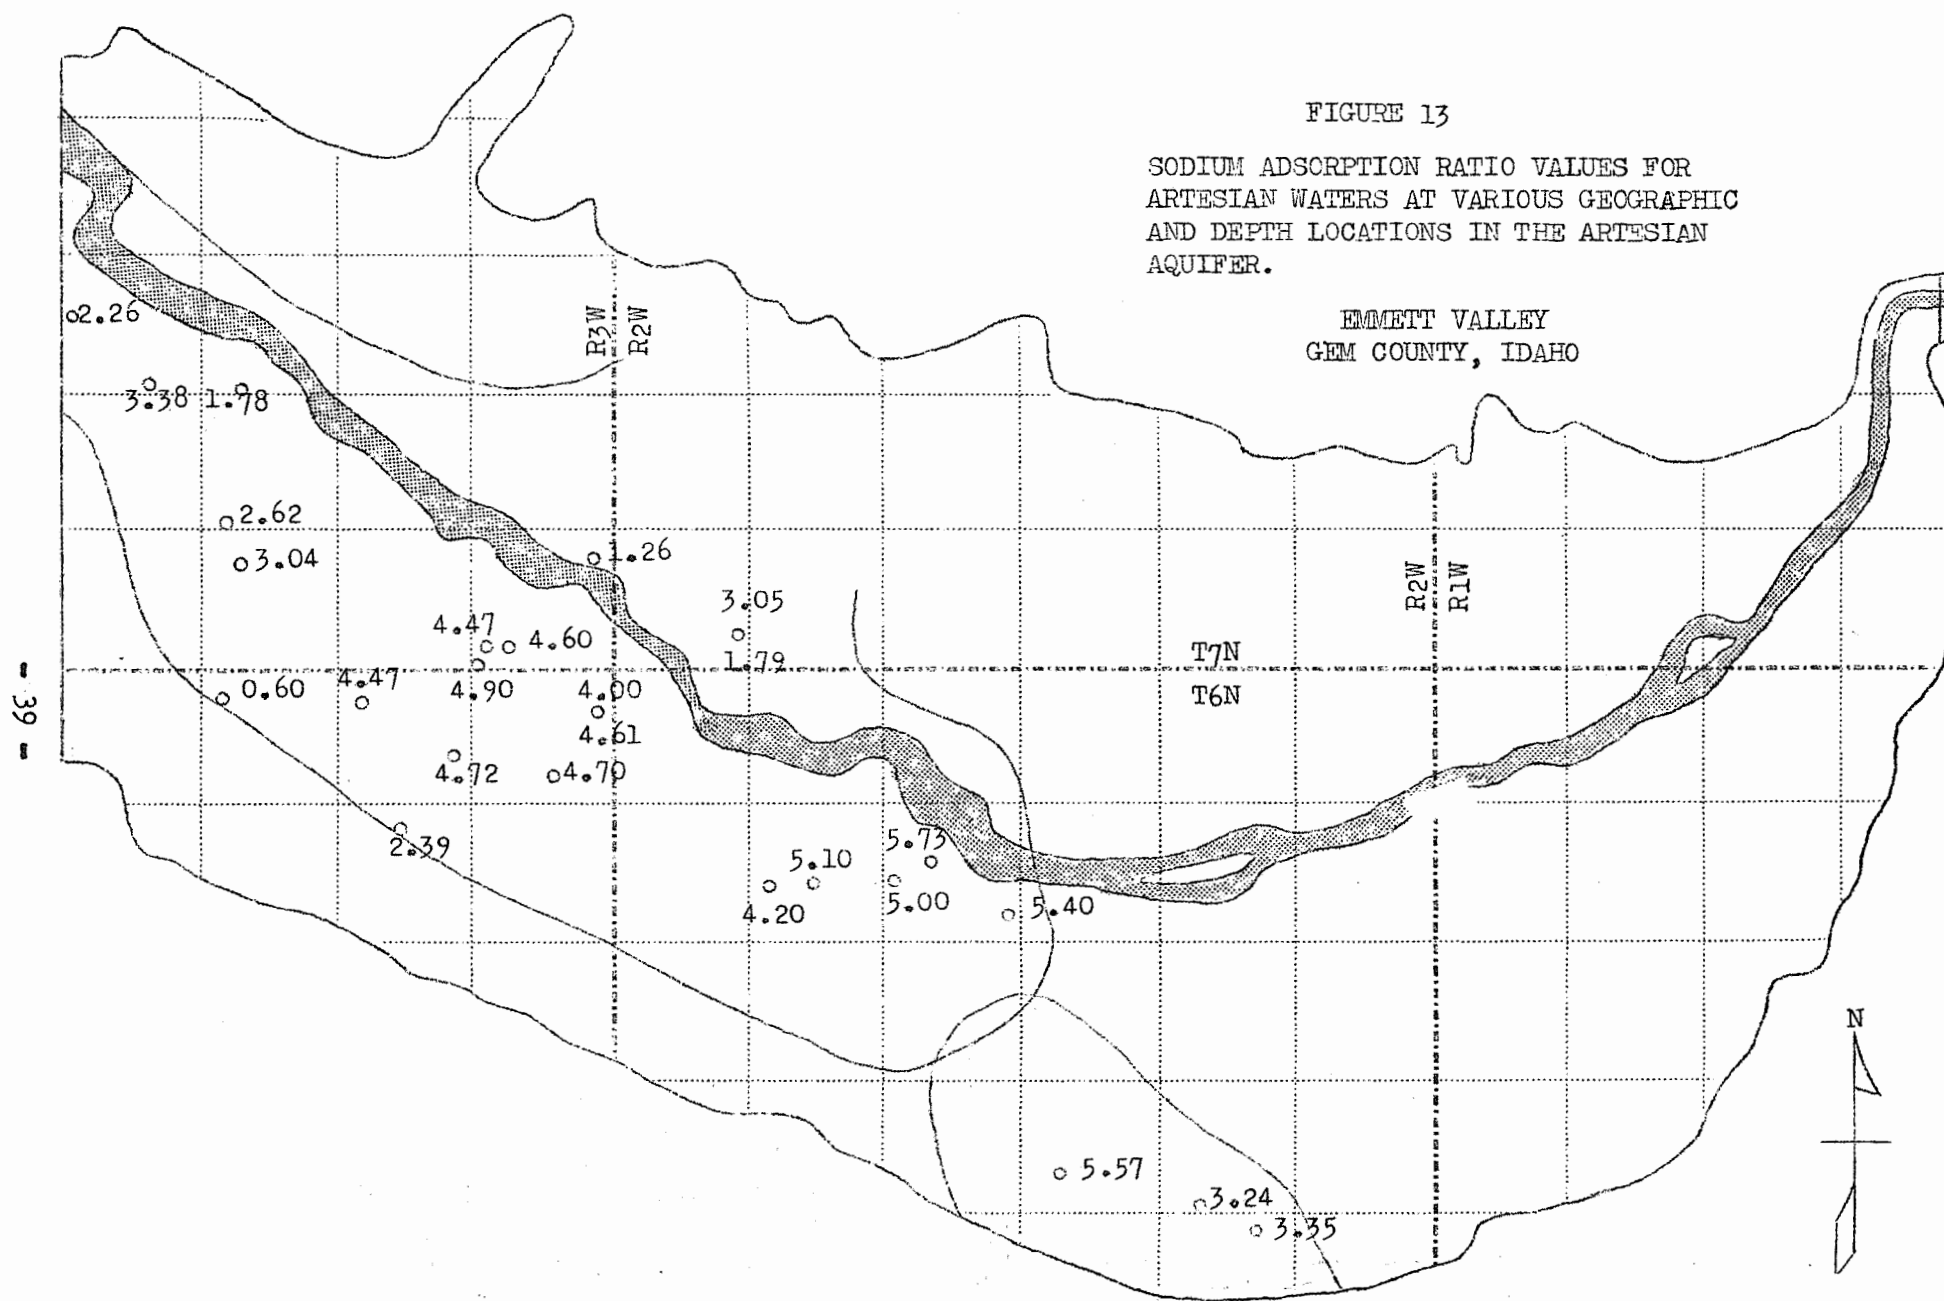 FIGURE 13
SODIUM ADSORPTION RATIO VALUES FOR
ARTESIAN WATERS AT VARIOUS GEOGRAPHIC
AND DEPTH LOCATIONS IN THE ARTESIAN
AQUIFER.
EMMETT VALLEY
GEM COUNTY, IDAHO
R3W
R2W
2.26
3.38 1.78
2.62
3.04
1.26
3.05
1.79
4.47
4.60
R2W
R1W
T7N
T6N
0.60
4.47
4.90
4.00
4.61
4.72
4.70
2.39
5.73
5.10
5.00
4.20
5.40
5.57
3.24
3.35
N
- 39 -